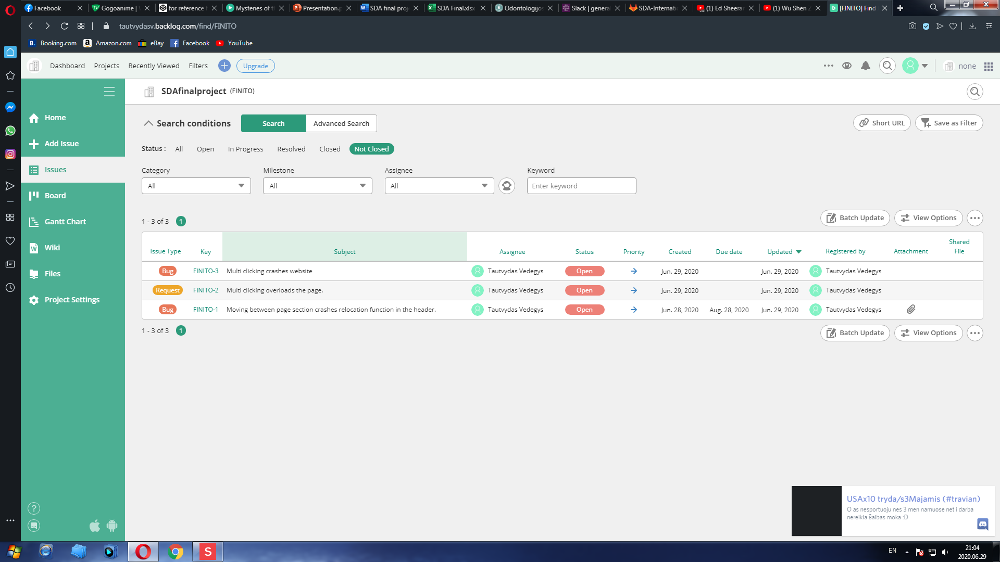 Facebook
Gogoanime |
for reference f
Mysteries of t
Presentation.p
SDA final proj
SDA Final.xlsx
Odontologijos
Slack | genera
SDA-Internati
(1) Ed Sheera
(1) Wu Shen Z
[FINITO] Find
tautvydasv.backlog.com/find/FINITO
Booking.com
Amazon.com
eBay
Facebook
YouTube
Dashboard
Projects
Recently Viewed
Filters
Upgrade
none
SDAfinalproject (FINITO)
Home
Add Issue
Issues
Board
Gantt Chart
Wiki
Files
Project Settings
Search conditions
Search
Advanced Search
Short URL
Save as Filter
Status :
All
Open
In Progress
Resolved
Closed
Not Closed
Category
Milestone
Assignee
Keyword
All
All
All
Enter keyword
1 - 3 of 3 1
Batch Update
View Options
Issue Type Key Subject Assignee Status Priority Created Due date Updated Registered by Attachment Shared File
Bug FINITO-3 Multi clicking crashes website Tautvydas Vedegys Open Jun. 29, 2020 Jun. 29, 2020 Tautvydas Vedegys
Request FINITO-2 Multi clicking overloads the page. Tautvydas Vedegys Open Jun. 29, 2020 Jun. 29, 2020 Tautvydas Vedegys
Bug FINITO-1 Moving between page section crashes relocation function in the header. Tautvydas Vedegys Open Jun. 28, 2020 Aug. 28, 2020 Jun. 29, 2020 Tautvydas Vedegys
1 - 3 of 3 1
Batch Update
View Options
USAx10 tryda/s3Majamis (#travian)
O as nesportuoju nes 3 men namuose net i darba
nereikia šaibas moka :D
EN
21:04
2020.06.29